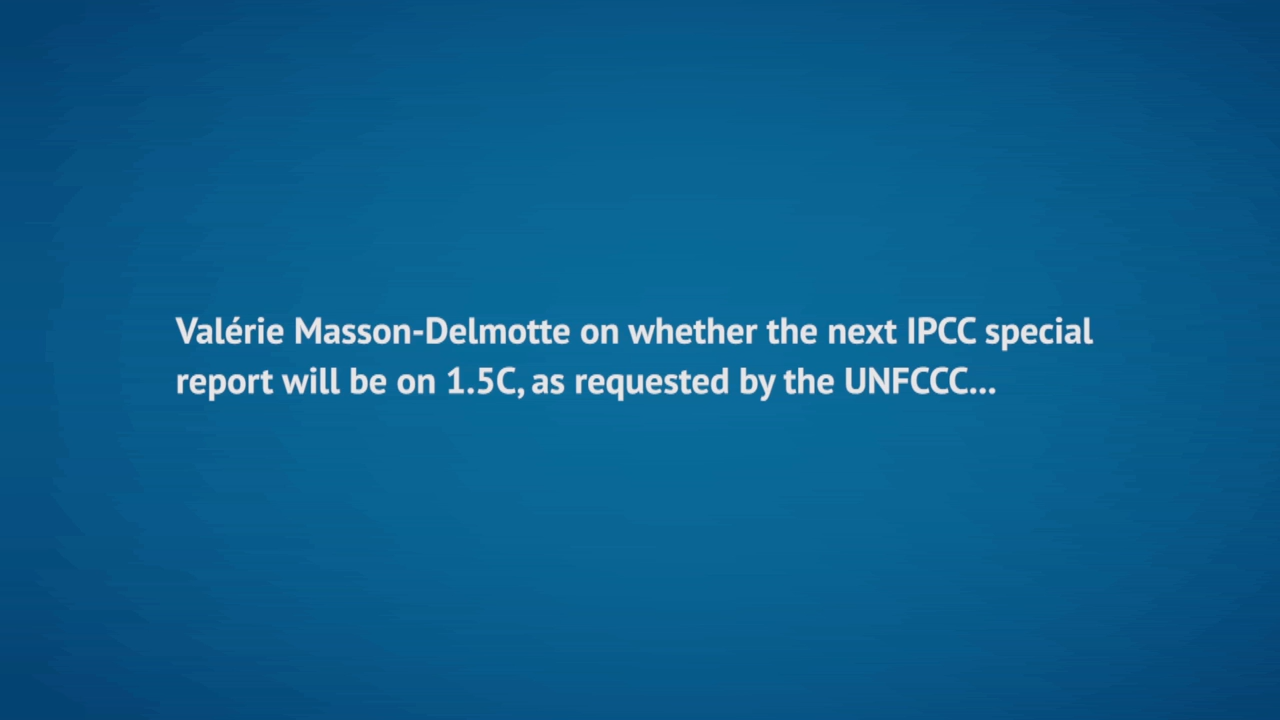 Valérie Masson-Delmotte on whether the next IPCC special
report will be on 1.5C, as requested by the UNFCCC...